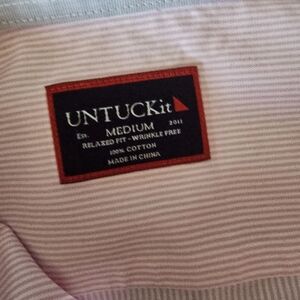 UNTUCKit
Est. MEDIUM 2011
RELAXED FIT - WRINKLE FREE
100% COTTON
MADE IN CHINA